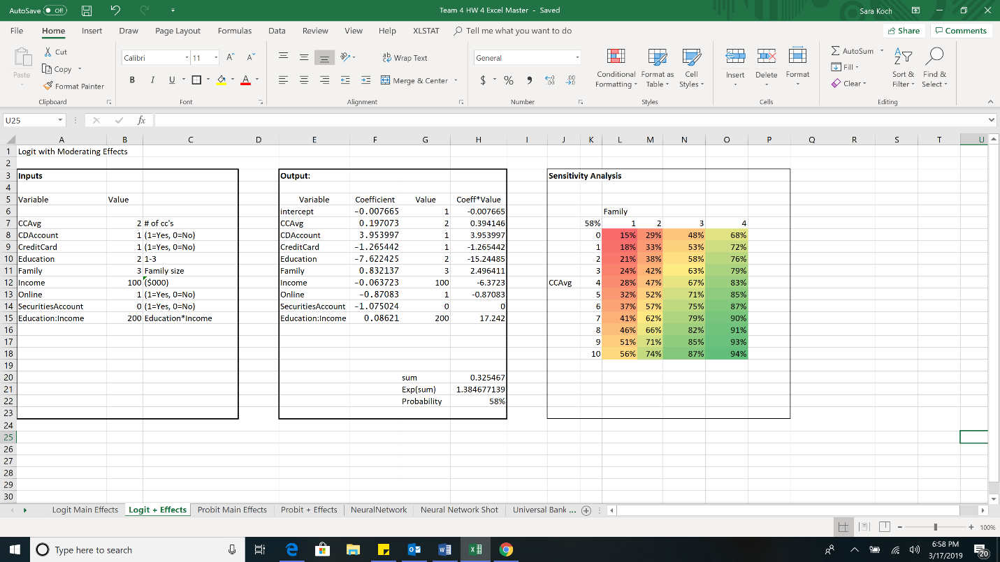 AutoSave Off Team 4 HW 4 Excel Master - Saved Sara Koch
File Home Insert Draw Page Layout Formulas Data Review View Help XLSTAT Tell me what you want to do Share Comments
Paste Cut Copy Format Painter
Calibri 11 A A
B I U A
Wrap Text
Merge & Center
General
$ % , .00 .00
Conditional Formatting Format as Table Cell Styles
Insert Delete Format
AutoSum Fill Clear
Sort & Filter Find & Select
Clipboard Font Alignment Number Styles Cells Editing
U25 fx
A B C D E F G H I J K L M N O P Q R S T U
1 Logit with Moderating Effects
2
3 Inputs Output: Sensitivity Analysis
4
5 Variable Value Variable Coefficient Value Coeff*Value
6 intercept -0.007665 1 -0.007665 Family
7 CCAvg 2 # of cc's CCAvg 0.197073 2 0.394146 58% 1 2 3 4
8 CDAccount 1 (1=Yes, 0=No) CDAccount 3.953997 1 3.953997 0 15% 29% 48% 68%
9 CreditCard 1 (1=Yes, 0=No) CreditCard -1.265442 1 -1.265442 1 18% 33% 53% 72%
10 Education 2 1-3 Education -7.622425 2 -15.24485 2 21% 38% 58% 76%
11 Family 3 Family size Family 0.832137 3 2.496411 3 24% 42% 63% 79%
12 Income 100 ($000) Income -0.063723 100 -6.3723 CCAvg 4 28% 47% 67% 83%
13 Online 1 (1=Yes, 0=No) Online -0.87083 1 -0.87083 5 32% 52% 71% 85%
14 SecuritiesAccount 0 (1=Yes, 0=No) SecuritiesAccount -1.075024 0 0 6 37% 57% 75% 87%
15 Education:Income 200 Education*Income Education:Income 0.08621 200 17.242 7 41% 62% 79% 90%
16 8 46% 66% 82% 91%
17 9 51% 71% 85% 93%
18 10 56% 74% 87% 94%
19
20 sum 0.325467
21 Exp(sum) 1.384677139
22 Probability 58%
23
24
25
26
27
28
29
30
Logit Main Effects Logit + Effects Probit Main Effects Probit + Effects NeuralNetwork Neural Network Shot Universal Bank ...
100%
Type here to search
6:58 PM
3/17/2019
20